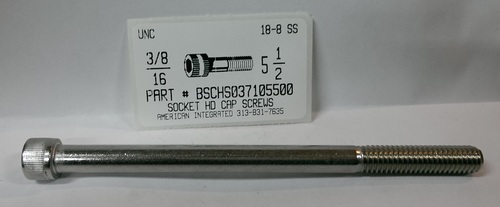 UNC 18-8 SS
3/8
16
5 1/2
PART # BSCHS037105500
SOCKET HD CAP SCREWS
AMERICAN INTEGRATED 313-831-7635